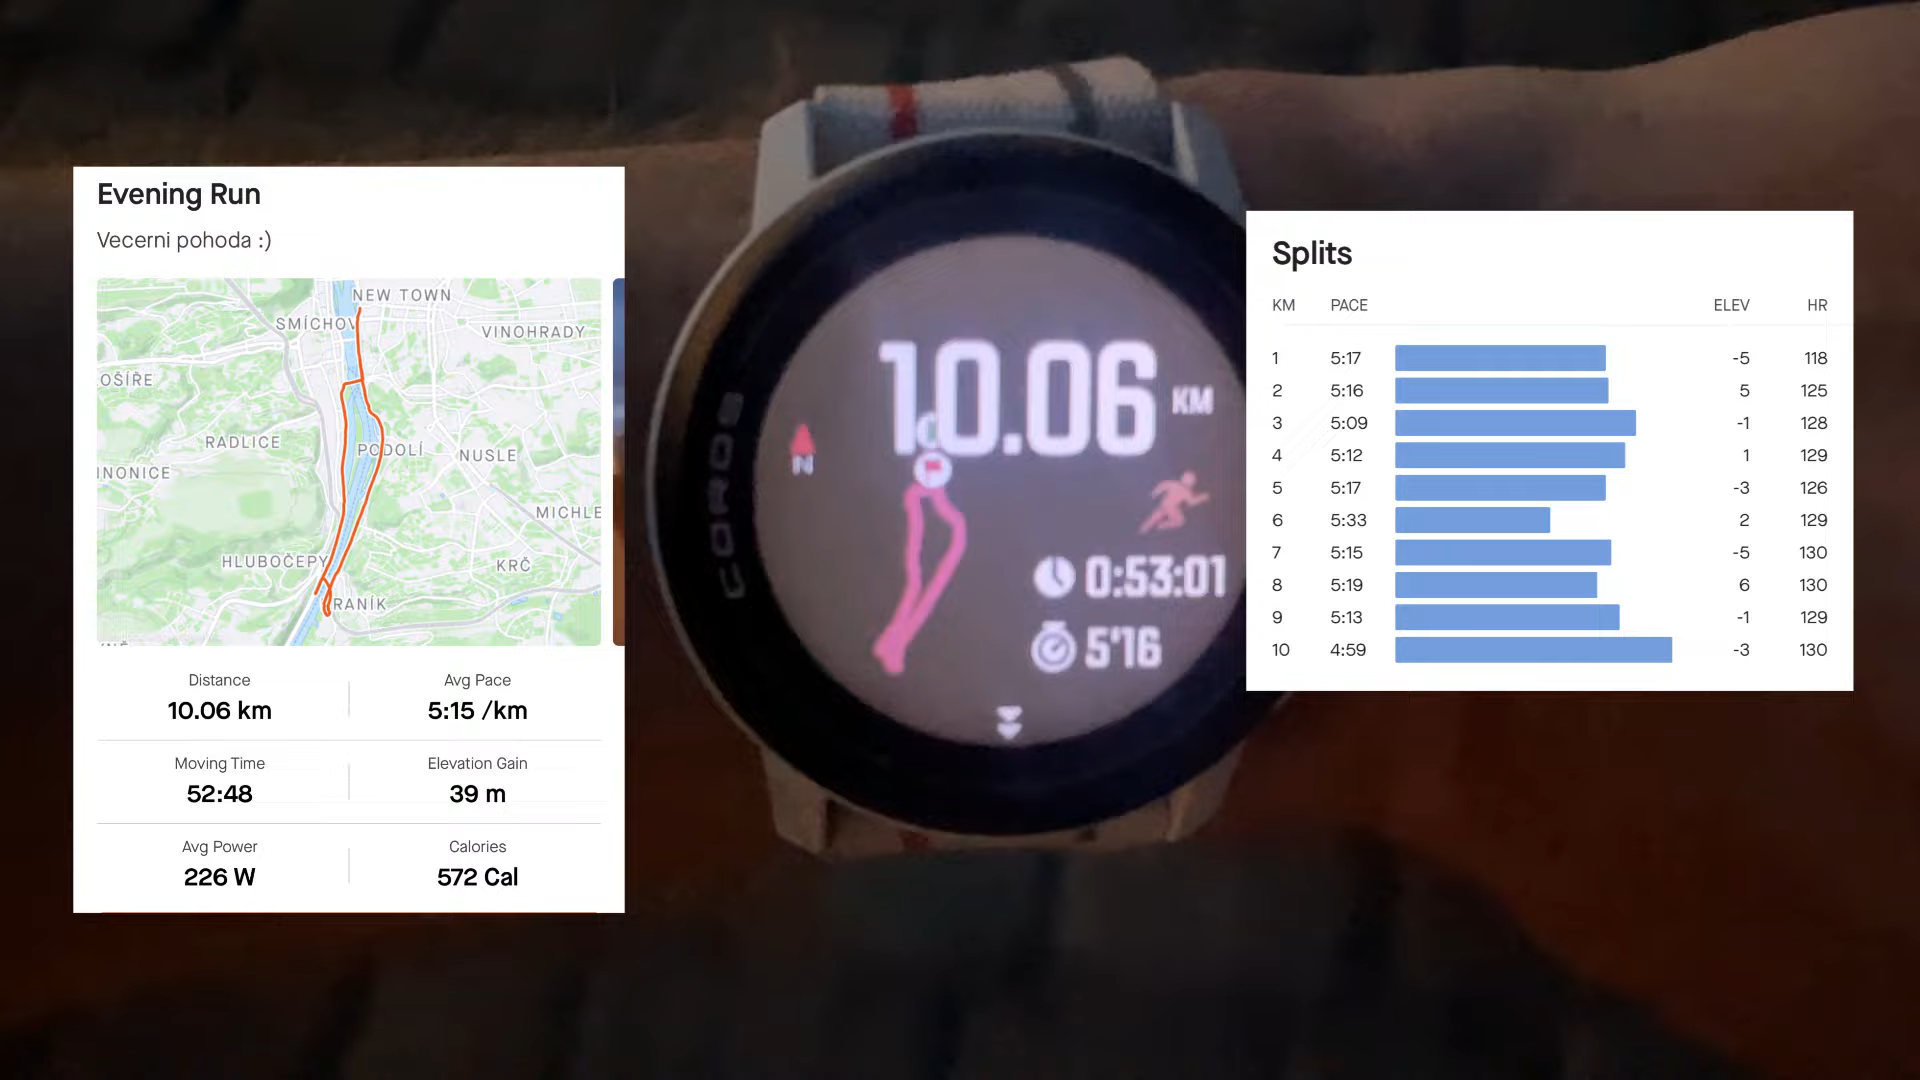 Evening Run
Vecerni pohoda :)
NEW TOWN
SMÍCHOV
VINOHRADY
OŠÍŘE
RADLICE
PODOLÍ
NUSLE
INONICE
MICHLE
HLUBOČEPY
KRČ
RANÍK
Distance
Avg Pace
10.06 km
5:15 /km
Moving Time
Elevation Gain
52:48
39 m
Avg Power
Calories
226 W
572 Cal
COROS
10.06 KM
N
0:53:01
5'16
Splits
KM PACE ELEV HR
1 5:17 -5 118
2 5:16 5 125
3 5:09 -1 128
4 5:12 1 129
5 5:17 -3 126
6 5:33 2 129
7 5:15 -5 130
8 5:19 6 130
9 5:13 -1 129
10 4:59 -3 130